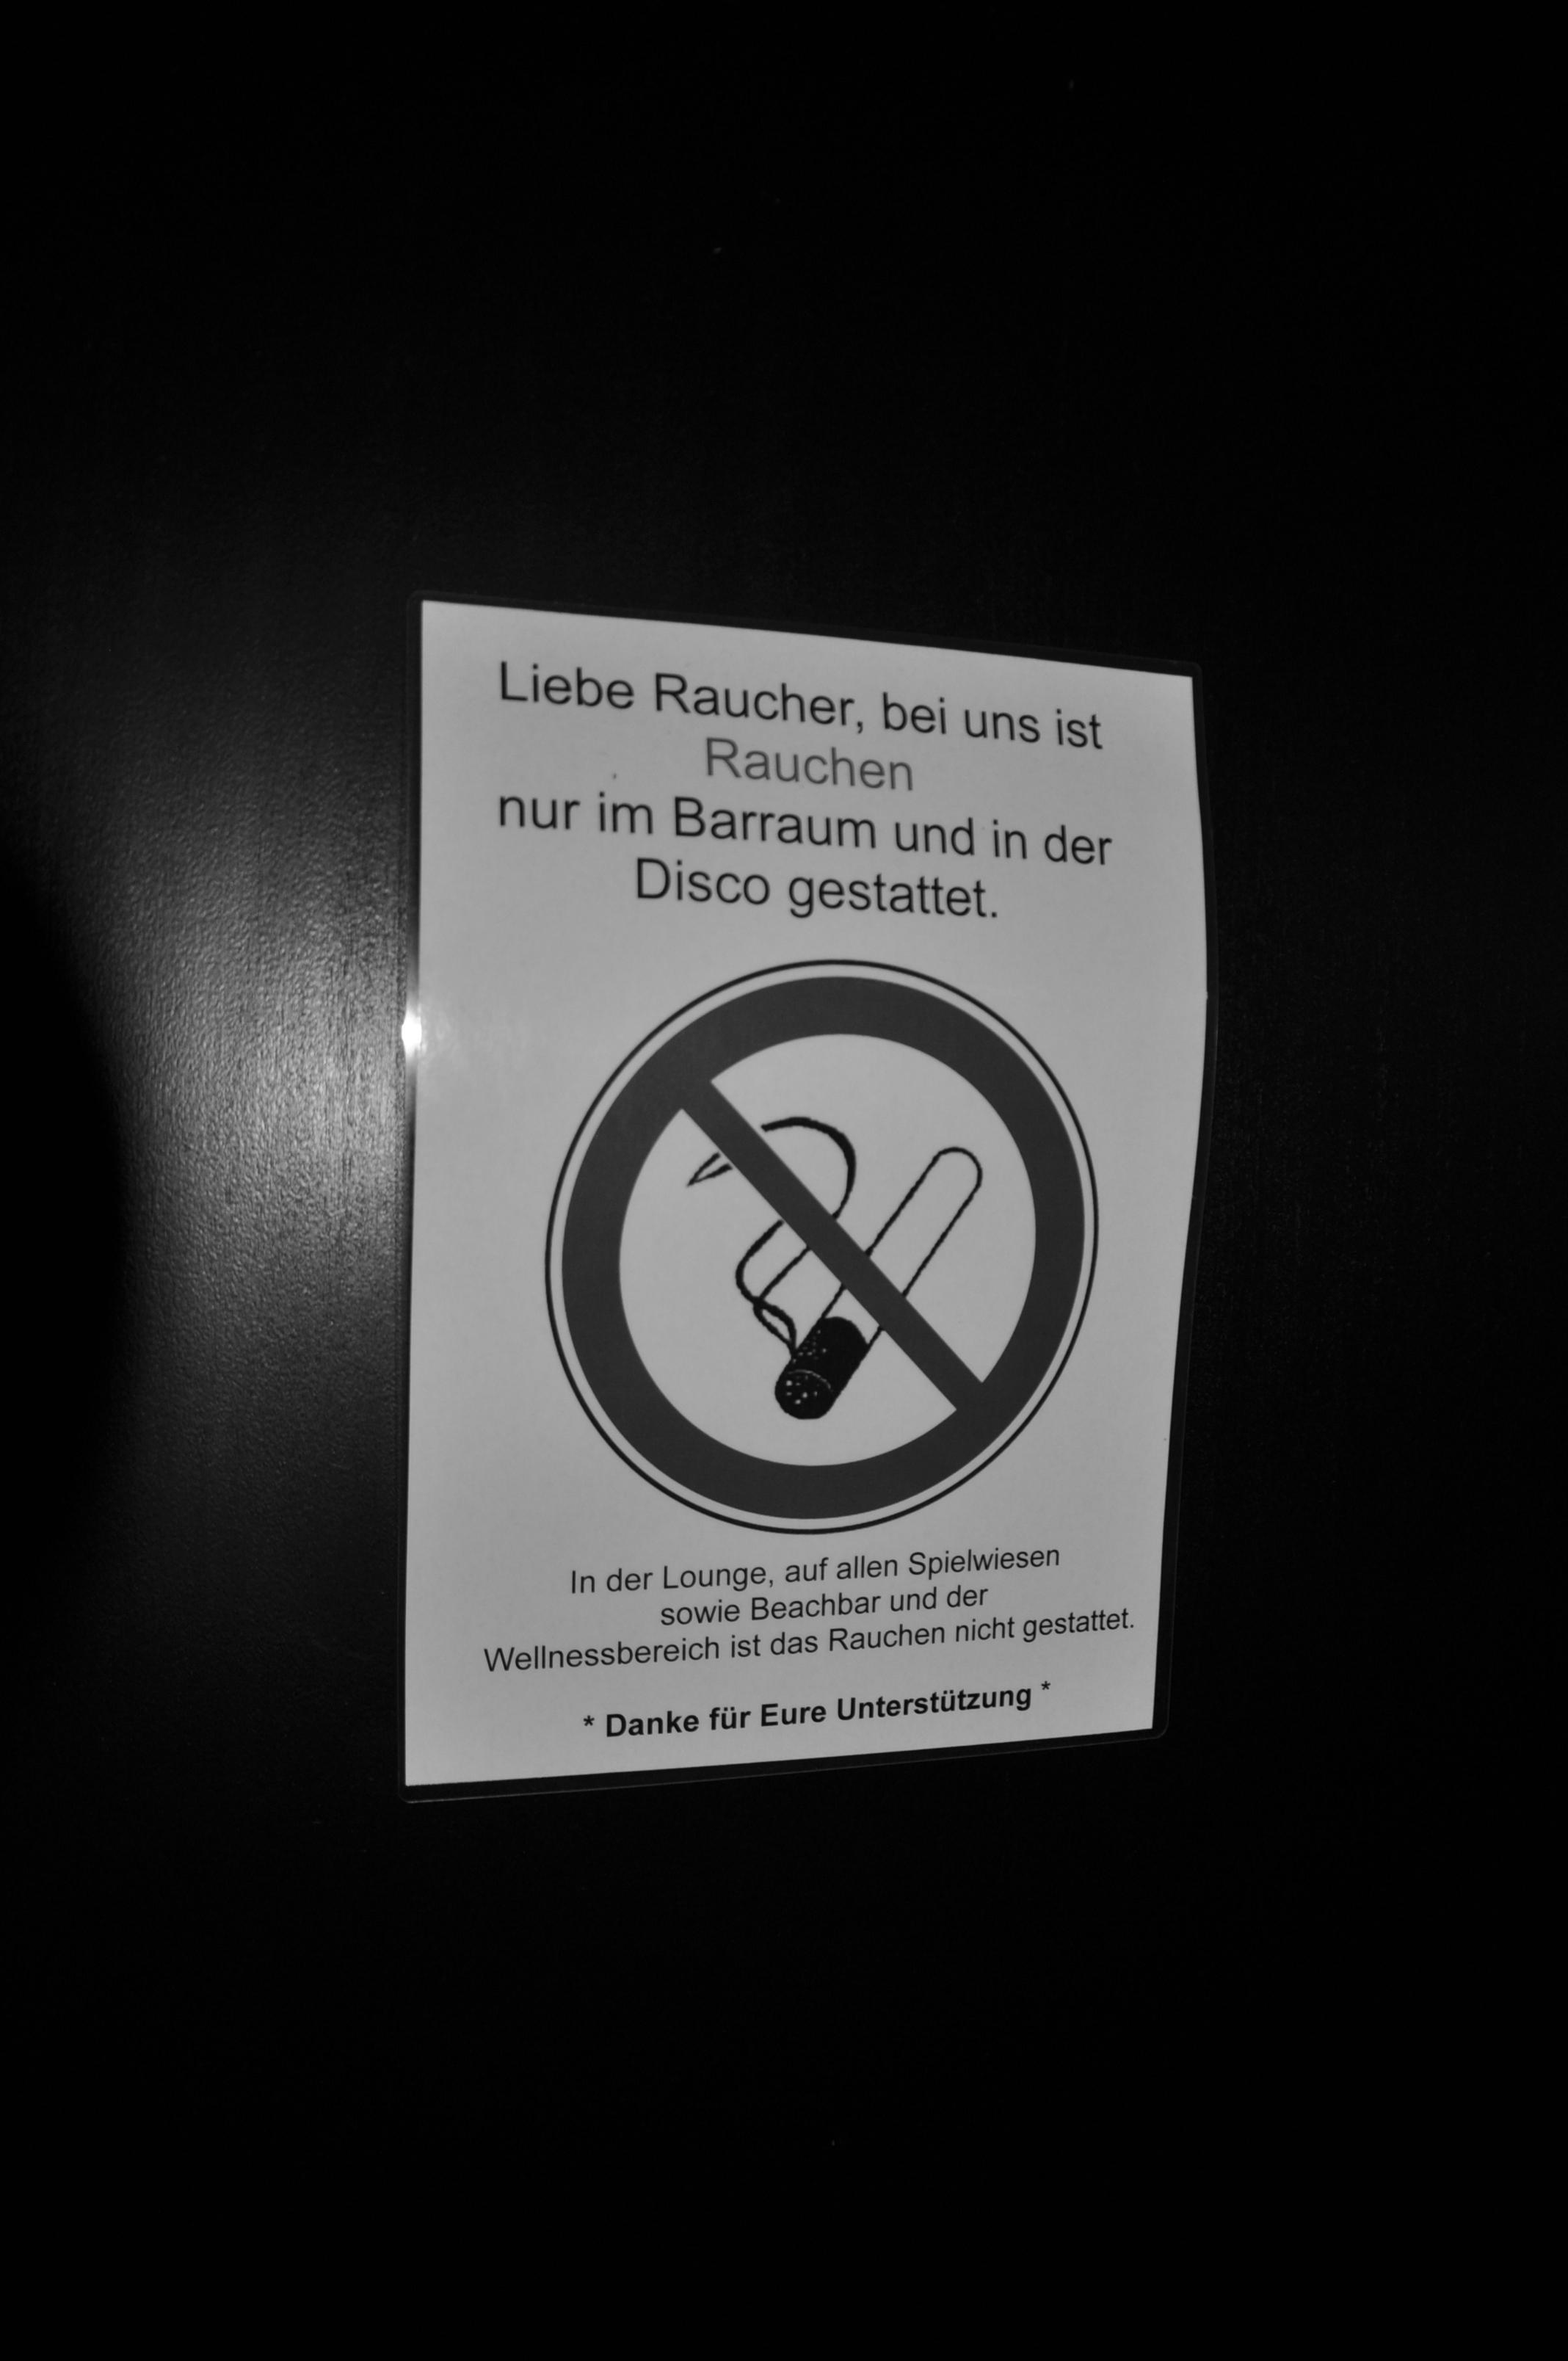 Liebe Raucher, bei uns ist
Rauchen
nur im Barraum und in der
Disco gestattet.
In der Lounge, auf allen Spielwiesen
sowie Beachbar und der
Wellnessbereich ist das Rauchen nicht gestattet.
* Danke für Eure Unterstützung *